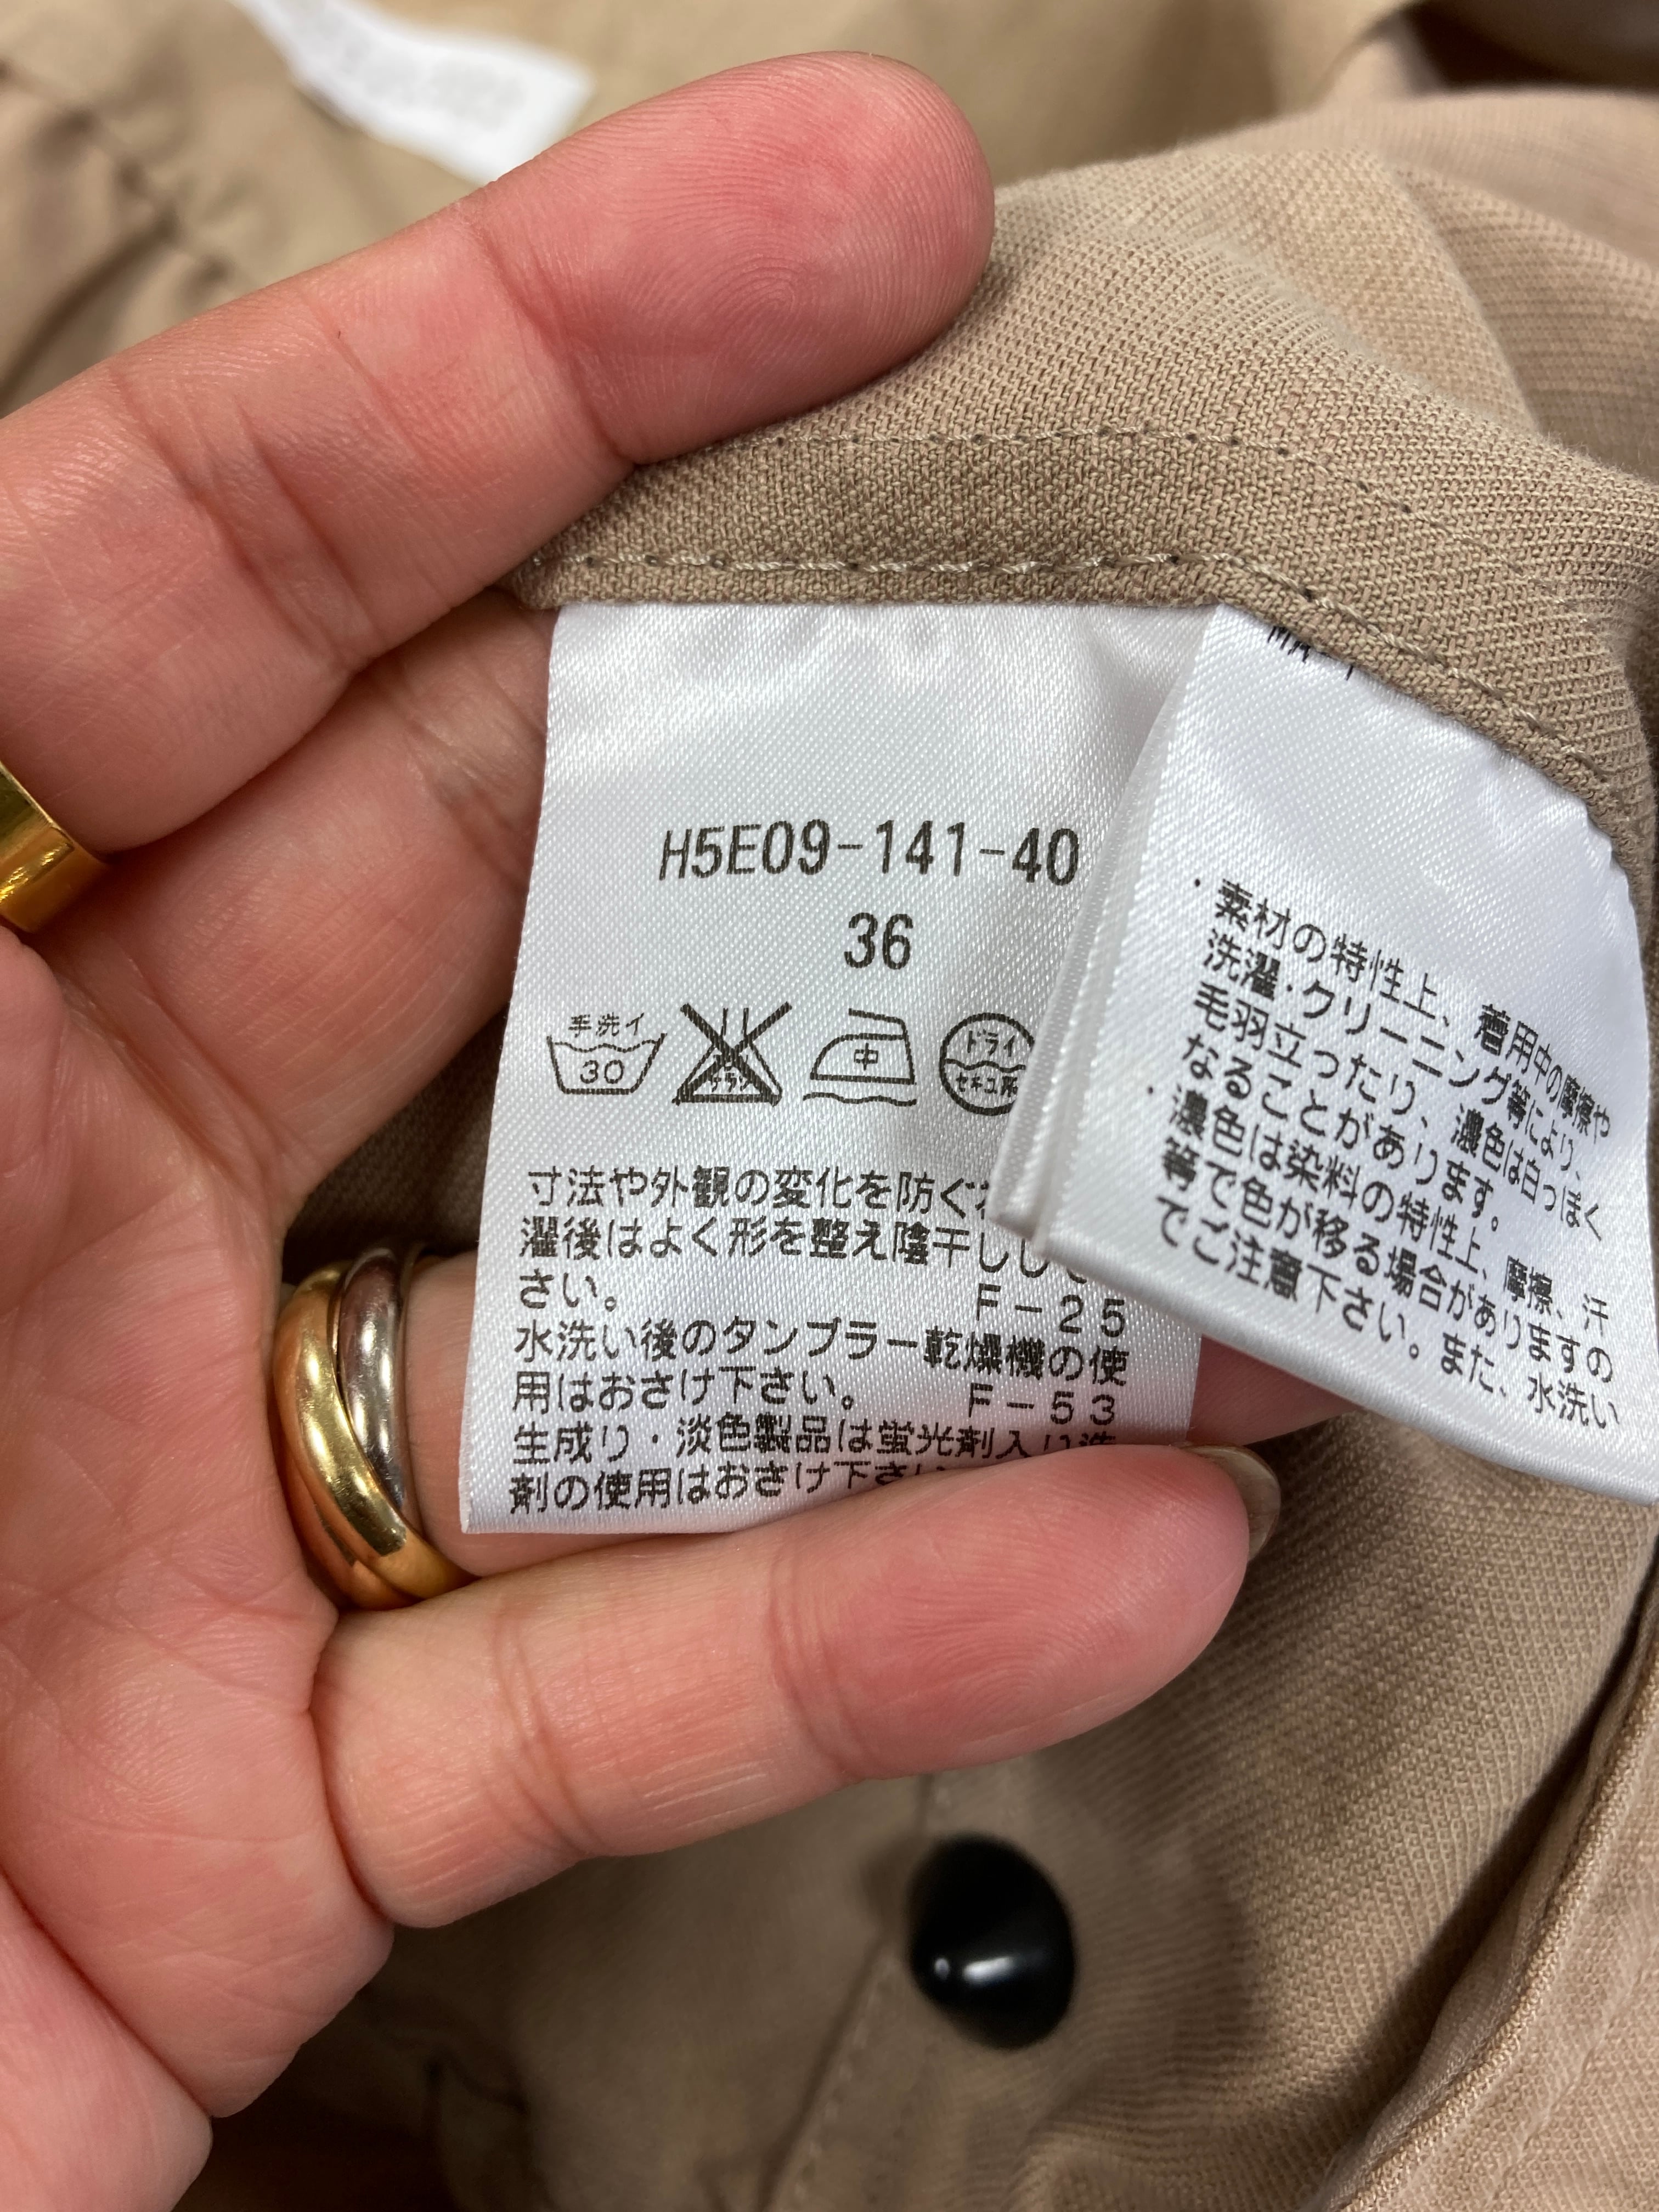 H5E09-141-40
36
手洗イ
30
中
ドライ
寸法や外観の変化を防ぐ
濯後はよく形を整え陰干し
さい。
F-25
水洗い後のタンブラー乾燥機の使
用はおさけ下さい。
F-53
生成り・淡色製品は蛍光剤入り洗
剤の使用はおさけ下さい
・素材の特性上、着用中の摩擦や
洗濯・クリーニング等により、
毛羽立ったり、濃色は白っぽく
なることがあります。
・濃色は染料の特性上、摩擦、汗
等で色が移る場合がありますの
でご注意下さい。また、水洗い